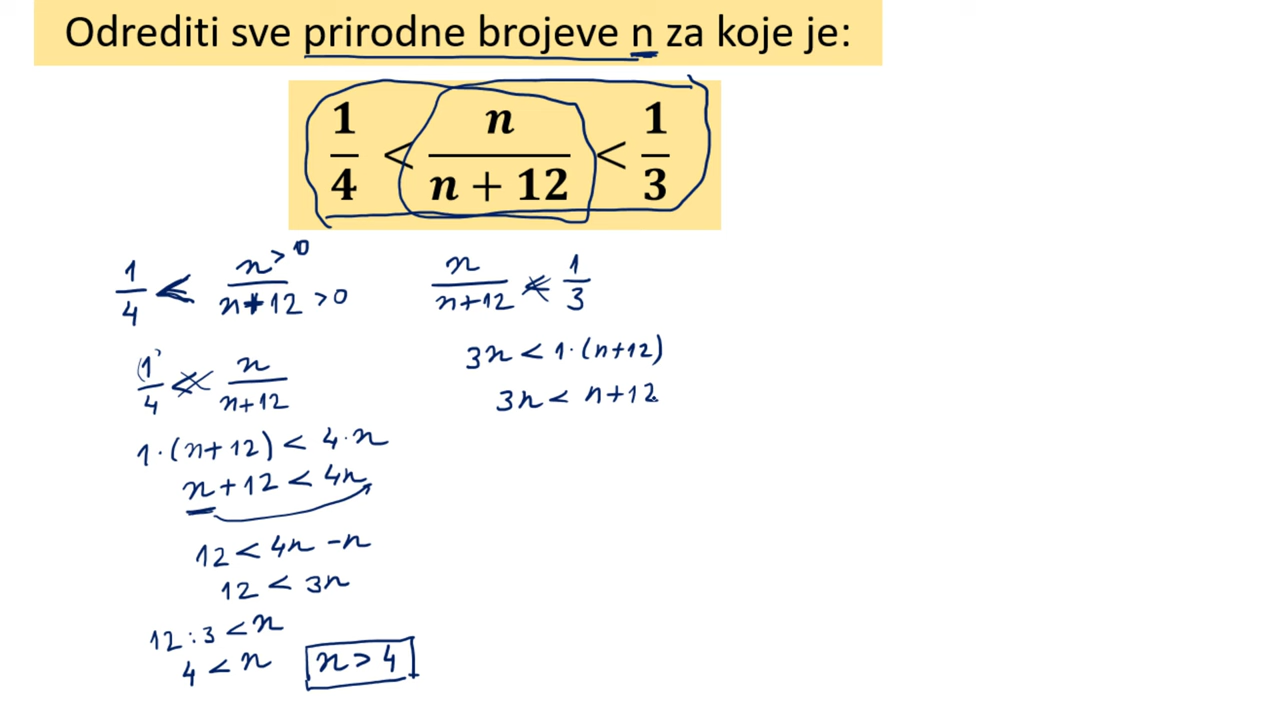 Odrediti sve prirodne brojeve n za koje je:
1/4 < n/(n + 12) < 1/3
1/4 < n>0/(n+12 >0)
1/4 < n/(n+12)
1·(n+12) < 4·n
n+12 < 4n
12 < 4n -n
12 < 3n
12:3 < n
4 < n
n > 4
n/(n+12) < 1/3
3n < 1·(n+12)
3n < n+12